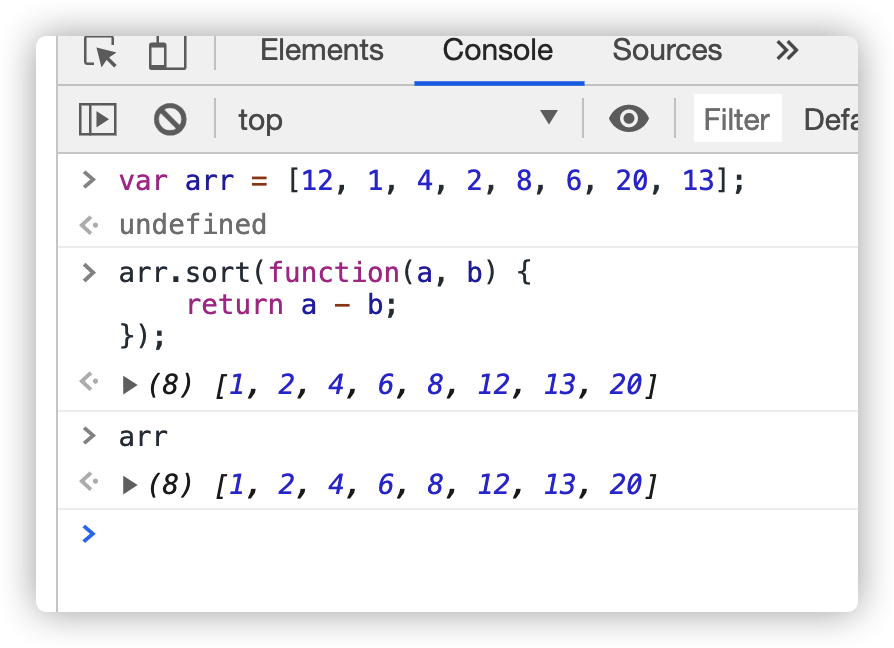 Elements Console Sources »
top Filter Defa
> var arr = [12, 1, 4, 2, 8, 6, 20, 13];
undefined
> arr.sort(function(a, b) {
return a - b;
});
(8) [1, 2, 4, 6, 8, 12, 13, 20]
> arr
(8) [1, 2, 4, 6, 8, 12, 13, 20]
>